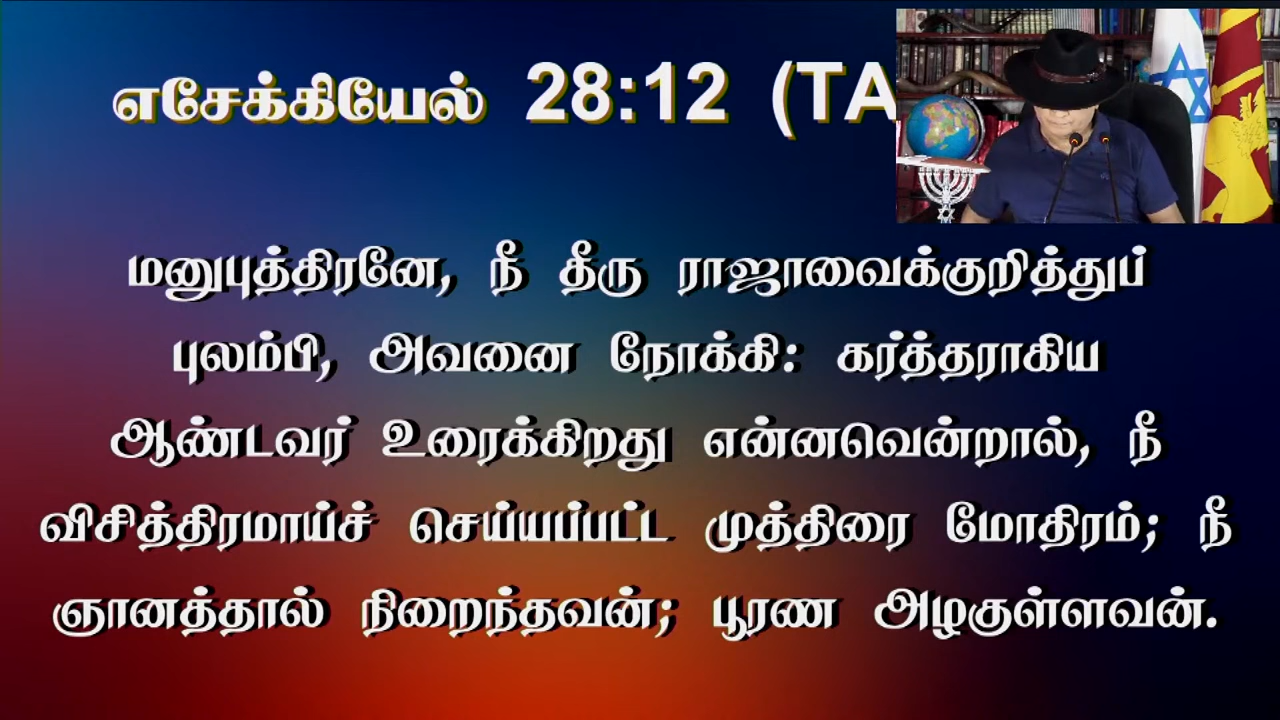 எசேக்கியேல் 28:12 (TA
மனுபுத்திரனே, நீ தீரு ராஜாவைக்குறித்துப்
புலம்பி, அவனை நோக்கி: கர்த்தராகிய
ஆண்டவர் உரைக்கிறது என்னவென்றால், நீ
விசித்திரமாய்ச் செய்யப்பட்ட முத்திரை மோதிரம்; நீ
ஞானத்தால் நிறைந்தவன்; பூரண அழகுள்ளவன்.